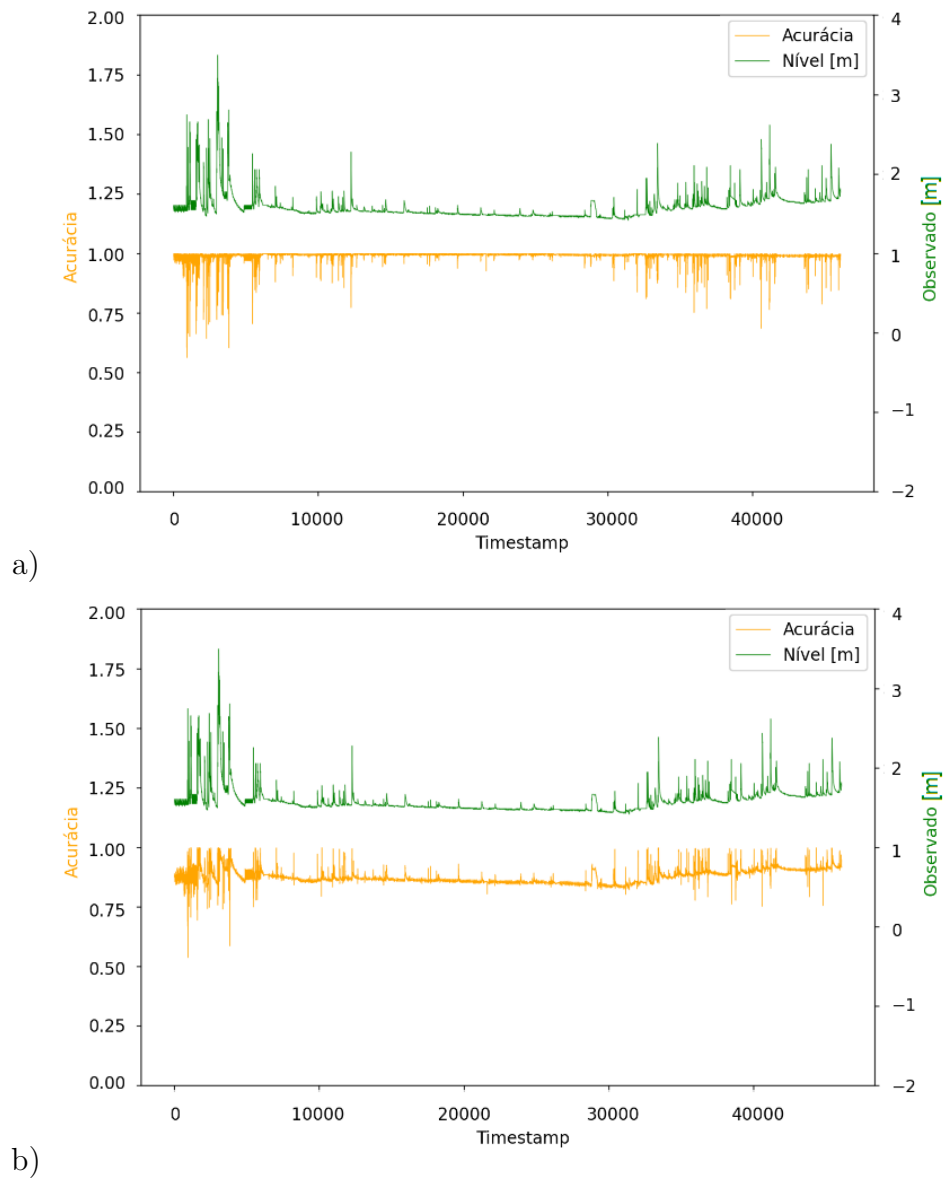 2.00
1.75
1.50
1.25
1.00
0.75
0.50
0.25
0.00
Acurácia
4
3
2
1
0
−1
−2
Observado [m]
Acurácia
Nível [m]
0 10000 20000 30000 40000
Timestamp
a)
2.00
1.75
1.50
1.25
1.00
0.75
0.50
0.25
0.00
Acurácia
4
3
2
1
0
−1
−2
Observado [m]
Acurácia
Nível [m]
0 10000 20000 30000 40000
Timestamp
b)